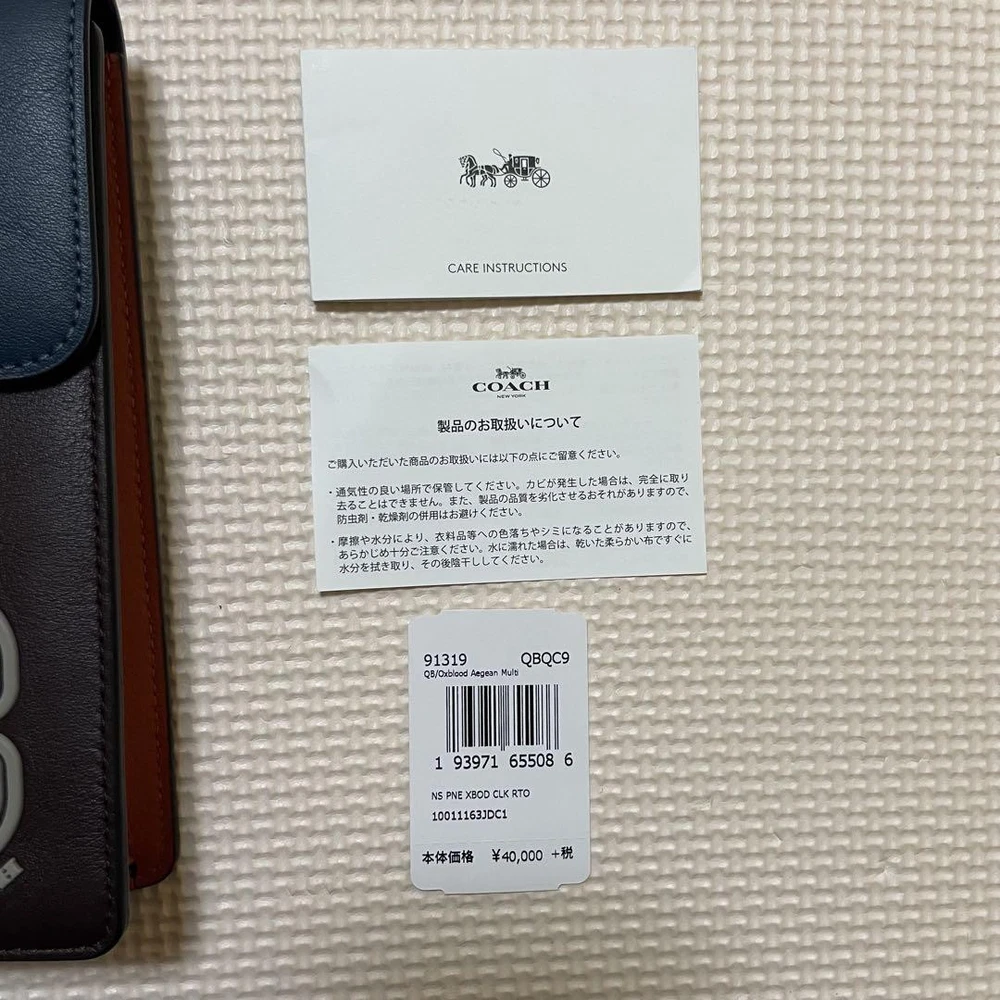 CARE INSTRUCTIONS
COACH
NEW YORK
製品のお取扱いについて
ご購入いただいた商品のお取扱いには以下の点にご留意ください。
・通気性の良い場所で保管してください。カビが発生した場合は、完全に取り
去ることはできません。また、製品の品質を劣化させるおそれがありますので、
防虫剤・乾燥剤の併用はお避けください。
・摩擦や水分により、衣料品等への色落ちやシミになることがありますので、
あらかじめ十分ご注意ください。水に濡れた場合は、乾いた柔らかい布ですぐに
水分を拭き取り、その後陰干ししてください。
91319 QBQC9
QB/Oxblood Aegean Multi
1 93971 65508 6
NS PNE XBOD CLK RTO
10011163JDC1
本体価格 ¥40,000 +税